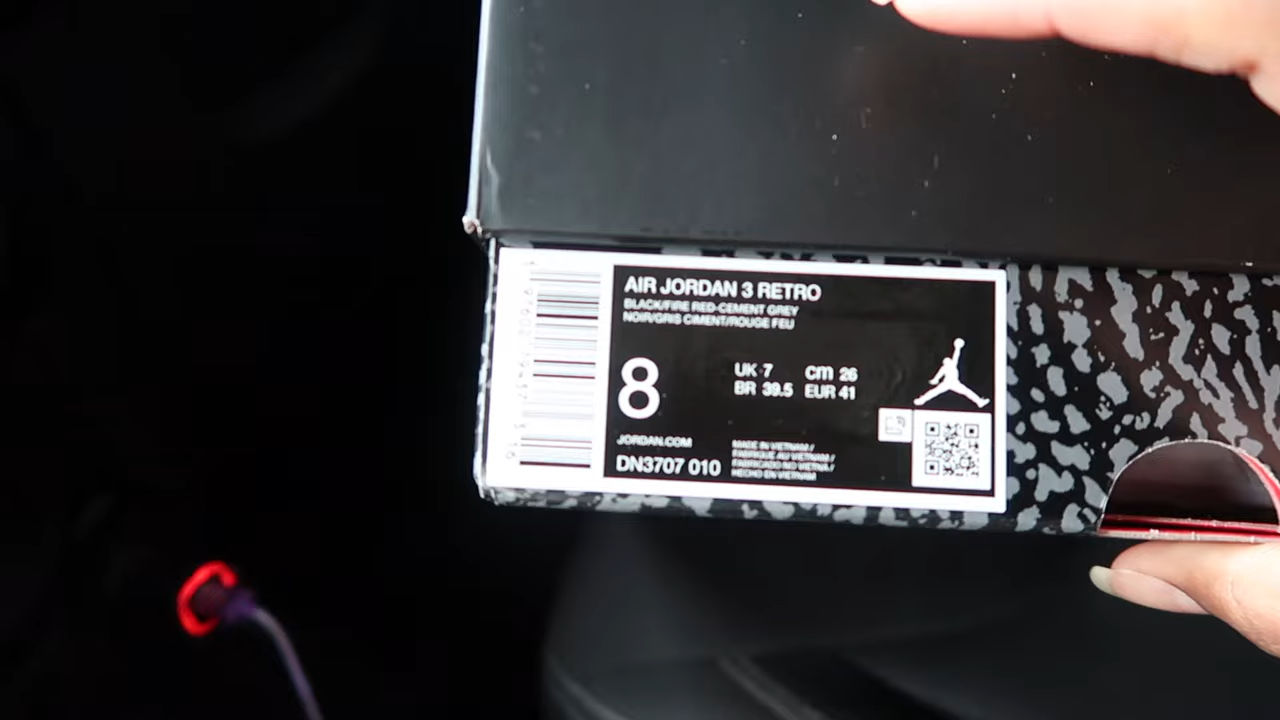 AIR JORDAN 3 RETRO
BLACK/FIRE RED-CEMENT GREY
NOIR/GRIS CIMENT/ROUGE FEU
8
UK 7 cm 26
BR 39.5 EUR 41
JORDAN.COM
DN3707 010
MADE IN VIETNAM /
FABRIQUE AU VIETNAM /
FABRICADO NO VIETNÃ /
HECHO EN VIETNAM